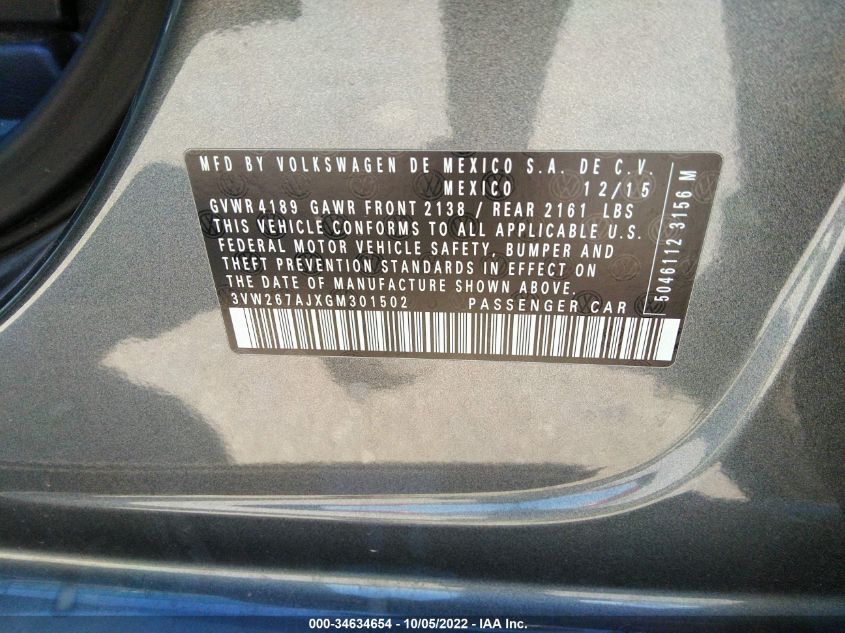 MFD BY VOLKSWAGEN DE MEXICO S.A. DE C.V.
MEXICO 12/15
GVWR 4189 GAWR FRONT 2138 / REAR 2161 LBS
THIS VEHICLE CONFORMS TO ALL APPLICABLE U.S.
FEDERAL MOTOR VEHICLE SAFETY, BUMPER AND
THEFT PREVENTION STANDARDS IN EFFECT ON
THE DATE OF MANUFACTURE SHOWN ABOVE.
3VW267AJXGM301502 PASSENGER CAR
5046112 3156 M
000-34634654 - 10/05/2022 - IAA Inc.